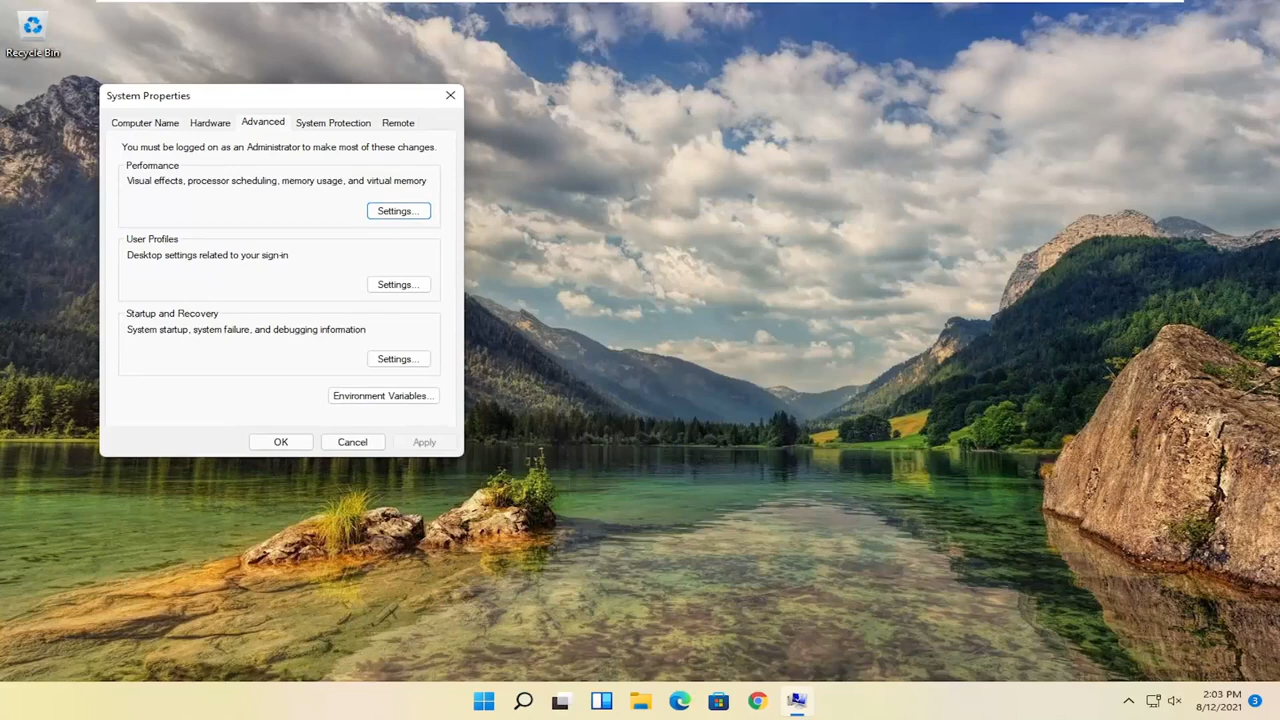 Recycle Bin
System Properties
Computer Name Hardware Advanced System Protection Remote
You must be logged on as an Administrator to make most of these changes.
Performance
Visual effects, processor scheduling, memory usage, and virtual memory
Settings...
User Profiles
Desktop settings related to your sign-in
Settings...
Startup and Recovery
System startup, system failure, and debugging information
Settings...
Environment Variables...
OK Cancel Apply
2:03 PM
8/12/2021
3